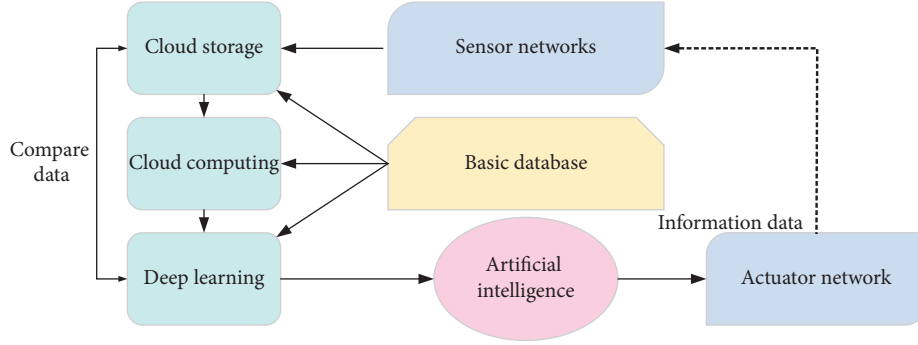 Cloud storage
Sensor networks
Compare
data
Cloud computing
Basic database
Information data
Deep learning
Artificial
intelligence
Actuator network